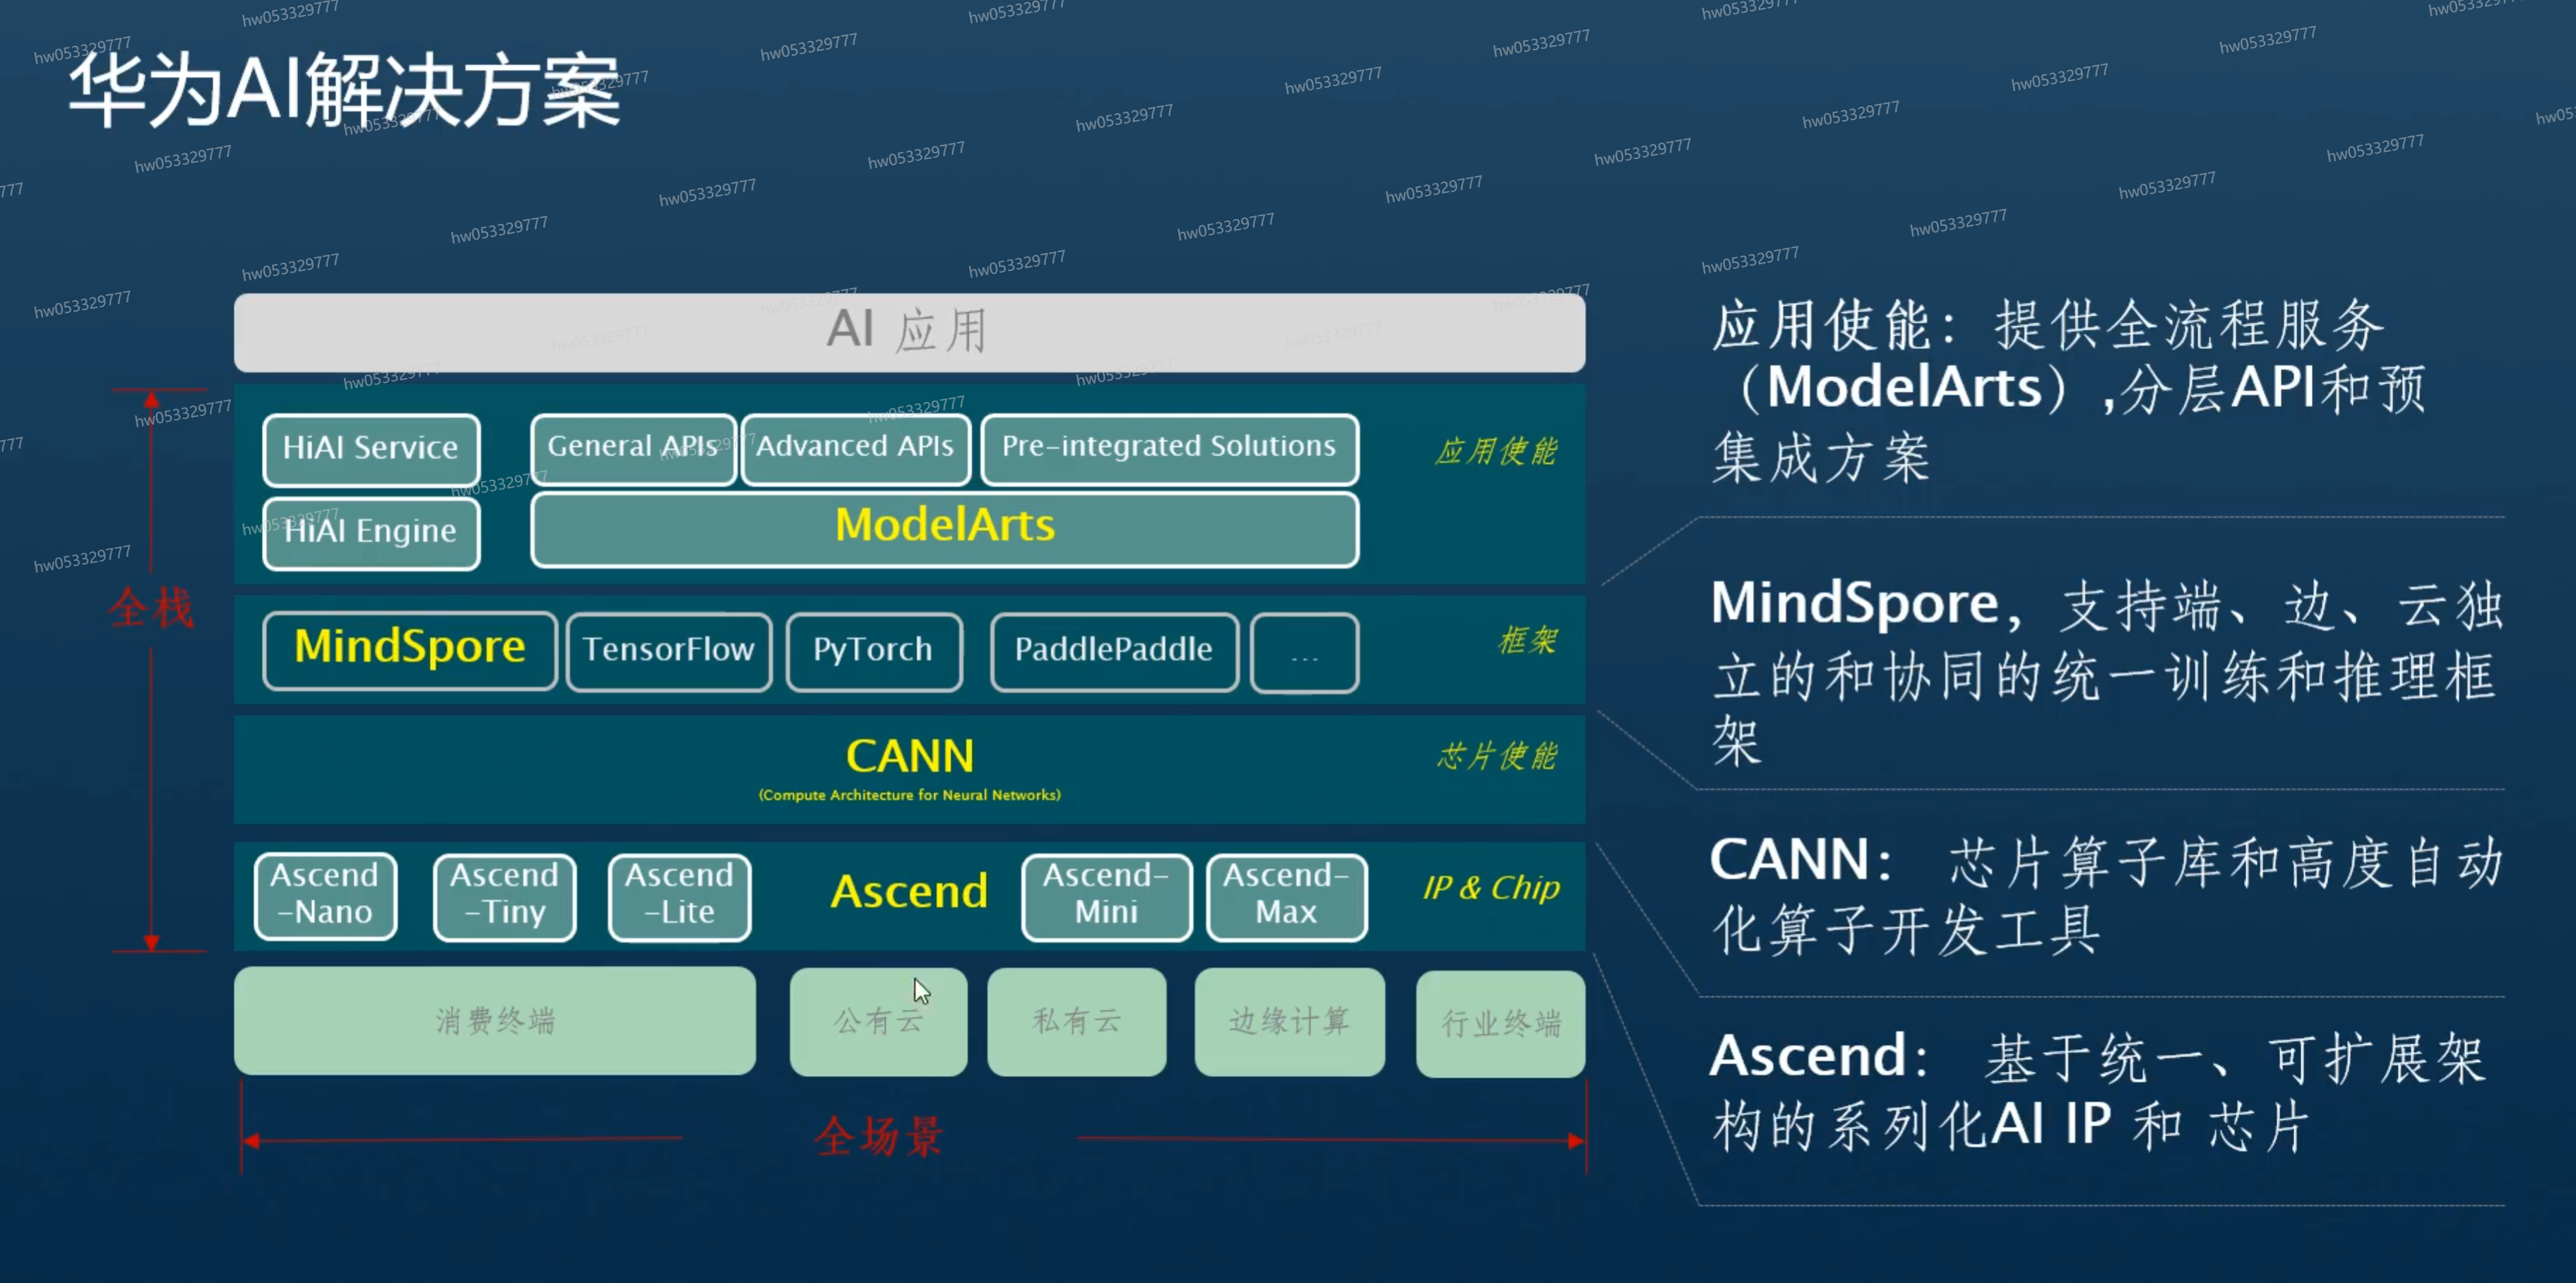 华为AI解决方案
AI 应用
HiAI Service
General APIs
Advanced APIs
Pre-integrated Solutions
应用使能
HiAI Engine
ModelArts
全栈
MindSpore
TensorFlow
PyTorch
PaddlePaddle
...
框架
CANN
(Compute Architecture for Neural Networks)
芯片使能
Ascend
-Nano
Ascend
-Tiny
Ascend
-Lite
Ascend
Ascend-
Mini
Ascend-
Max
IP & Chip
消费终端
公有云
私有云
边缘计算
行业终端
全场景
应用使能：提供全流程服务
（ModelArts）,分层API和预
集成方案
MindSpore，支持端、边、云独
立的和协同的统一训练和推理框
架
CANN： 芯片算子库和高度自动
化算子开发工具
Ascend： 基于统一、可扩展架
构的系列化AI IP 和 芯片
hw053329777